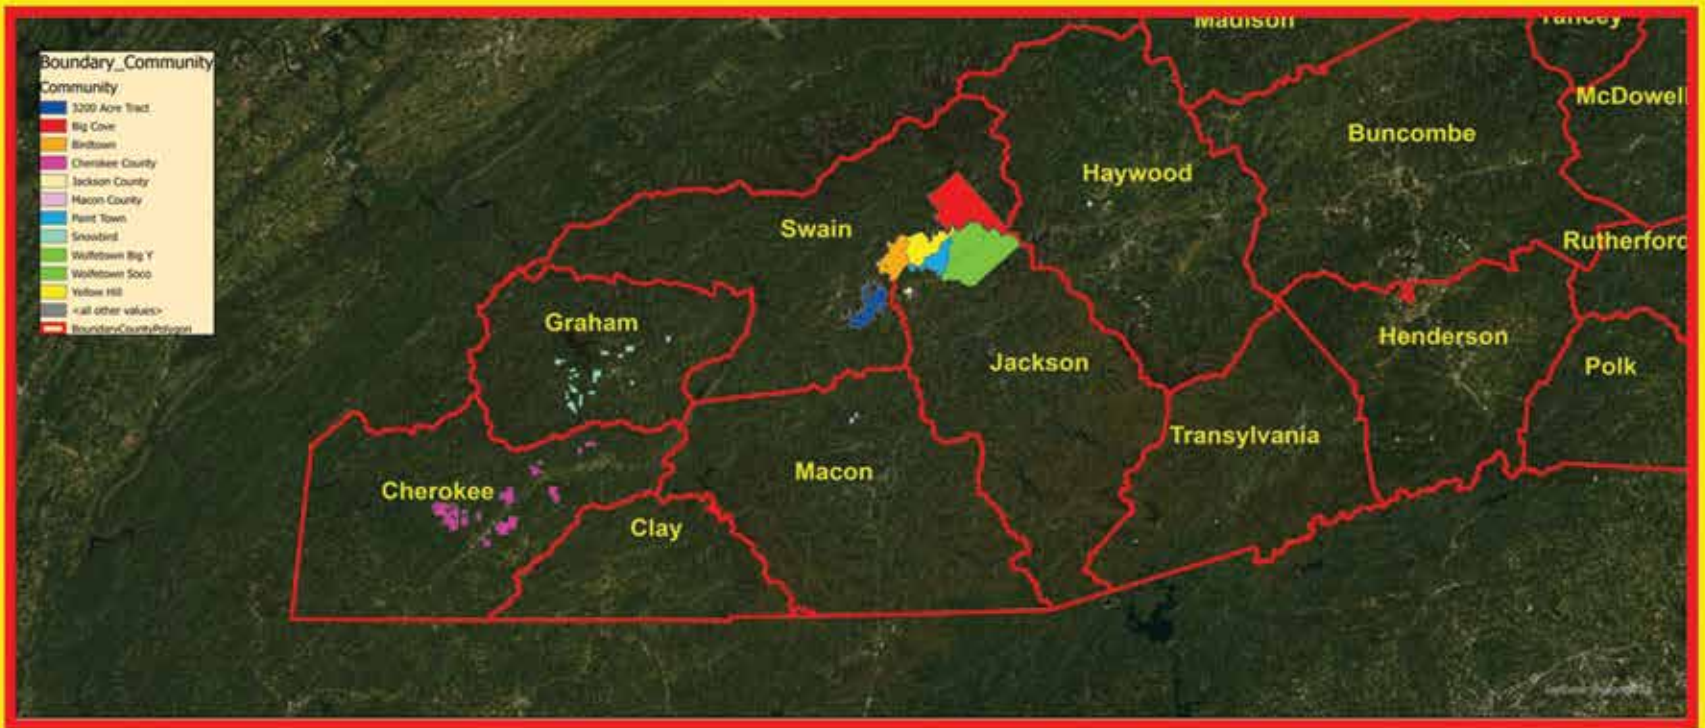 Madison
Yancey
Boundary_Community
Community
3200 Acre Tract
Big Cove
Birdtown
Cherokee County
Jackson County
Macon County
Paint Town
Snowbird
Wolfetown Big Y
Wolfetown Soco
Yellow Hill
<all other values>
BoundaryCountyPolygon
McDowel
Buncombe
Haywood
Swain
Rutherford
Graham
Henderson
Jackson
Polk
Transylvania
Macon
Cherokee
Clay